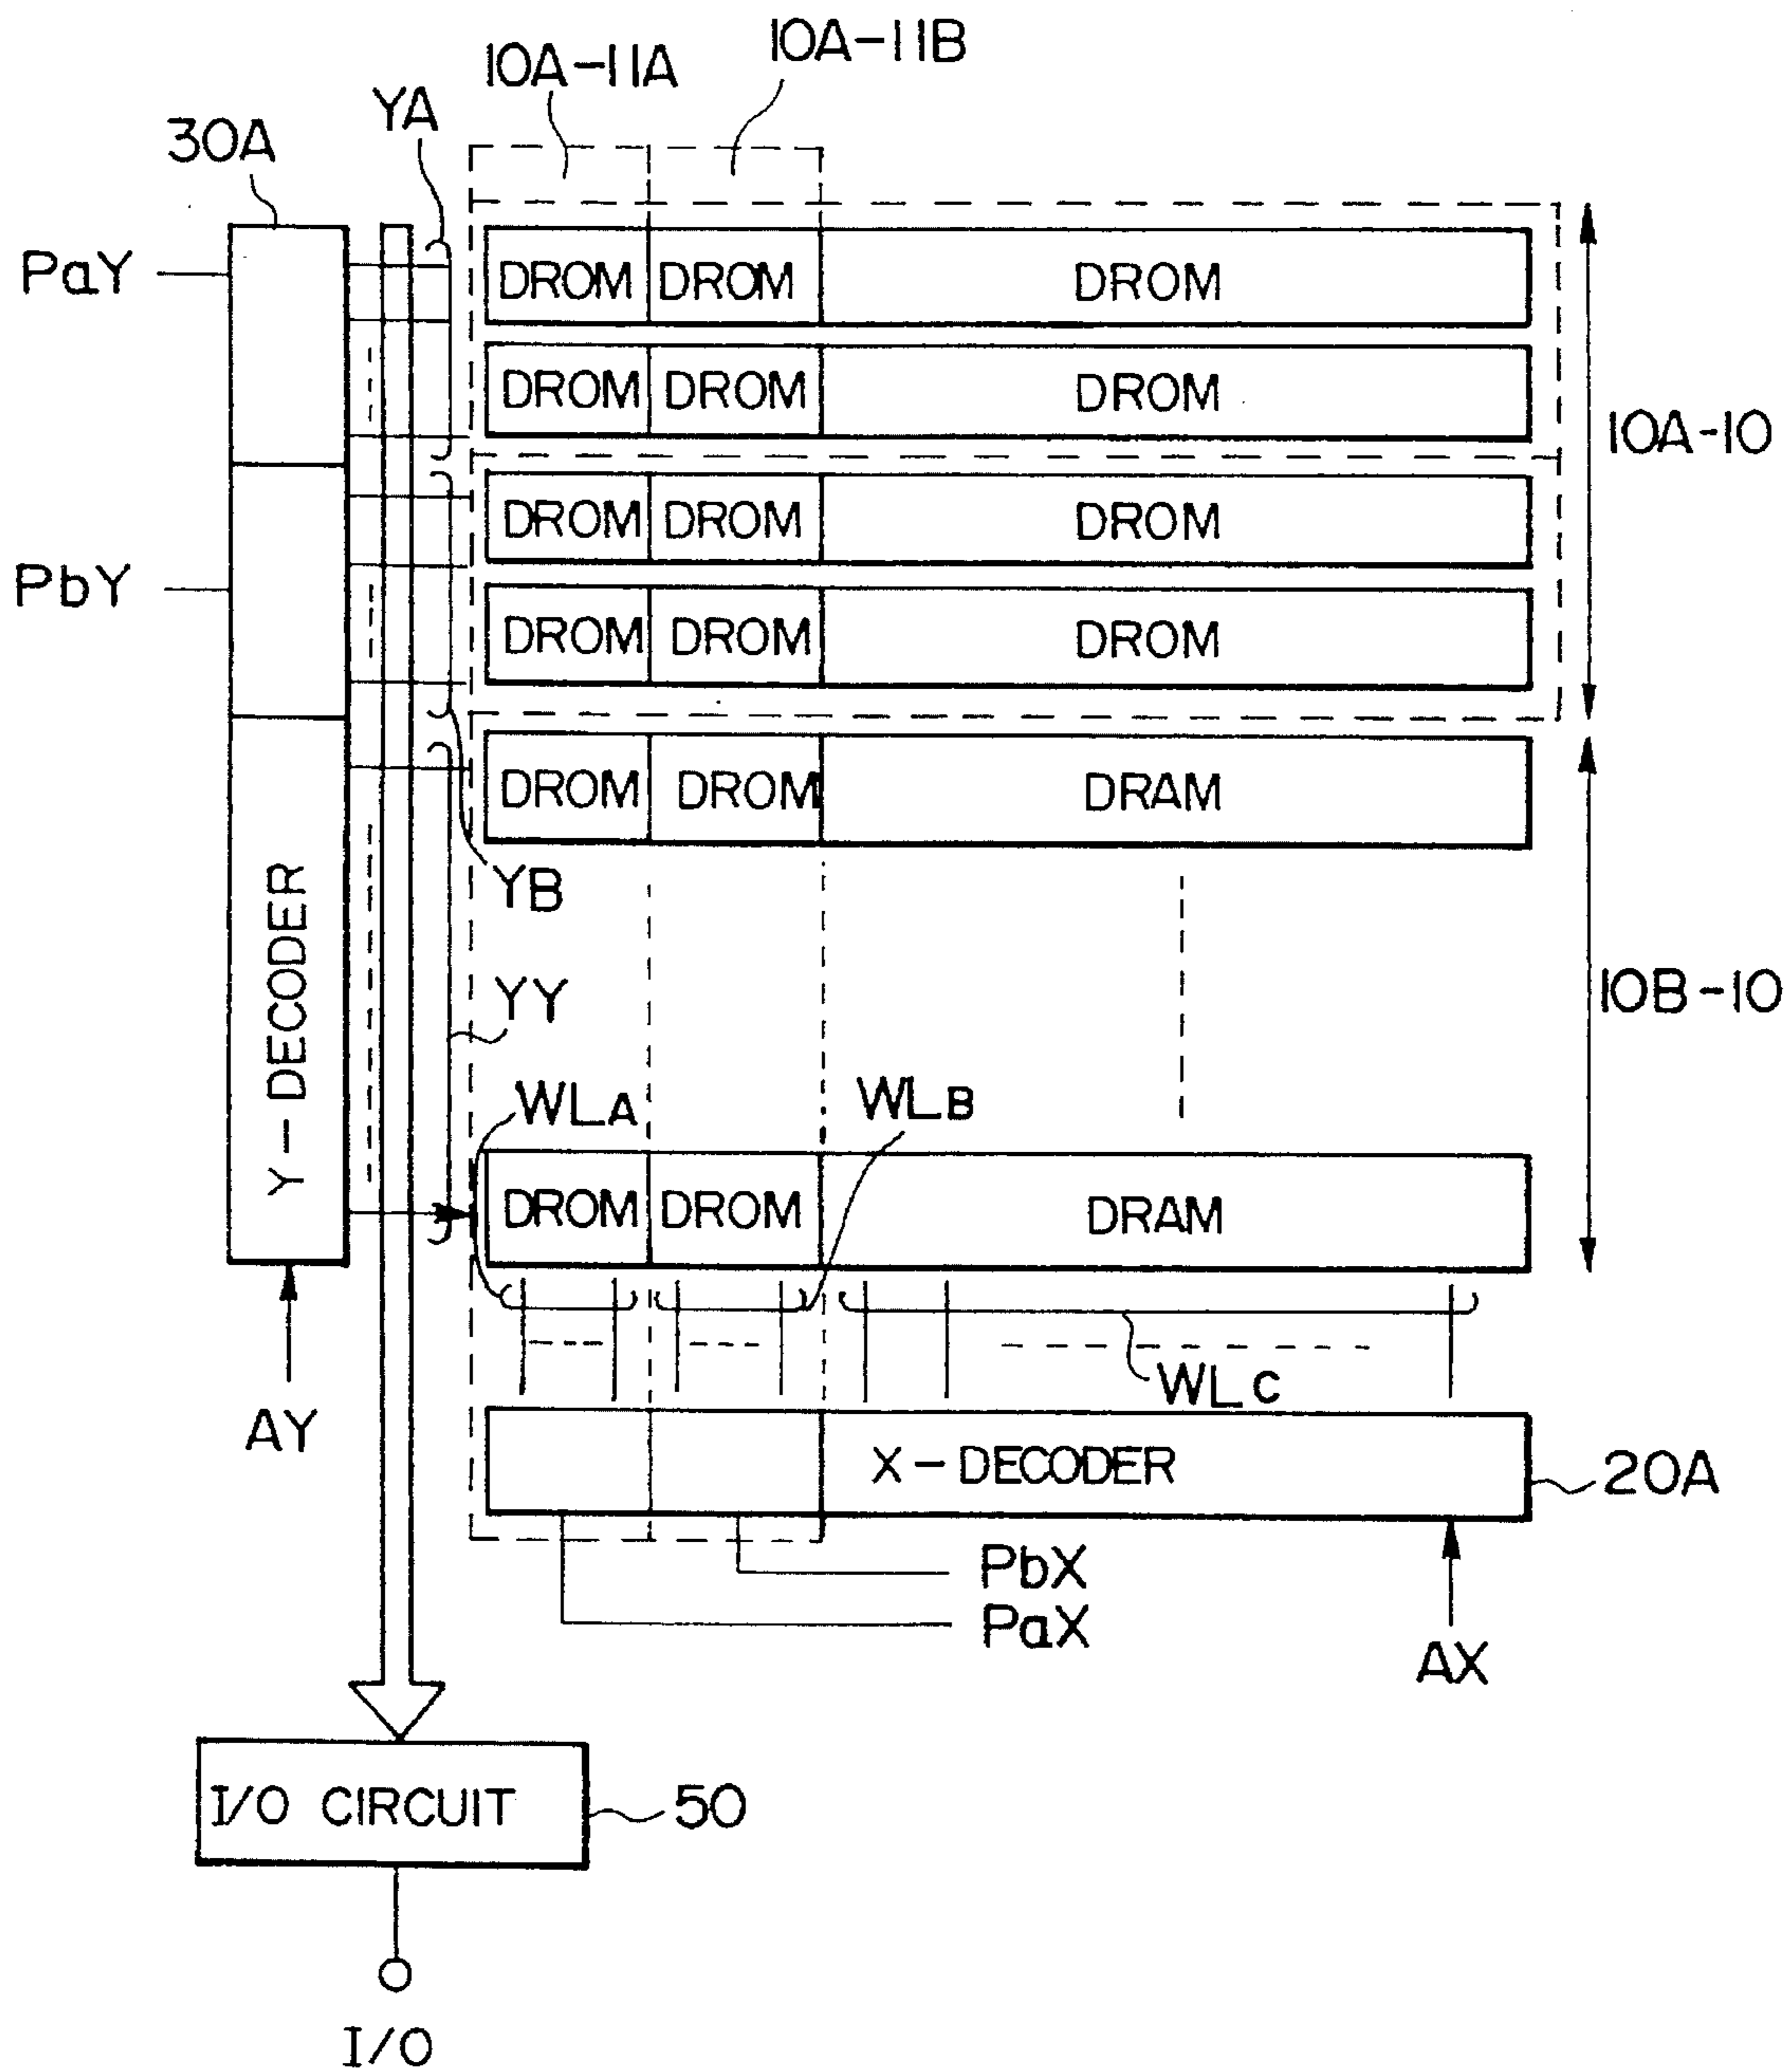 10A-11A
10A-11B
YA
30A
PaY
DROM DROM DROM
DROM DROM DROM
10A-10
DROM DROM DROM
PbY
DROM DROM DROM
DROM DROM DRAM
YB
Y-DECODER
YY
10B-10
WLA
WLB
DROM DROM DRAM
WLC
AY
X-DECODER
20A
PbX
PaX
AX
I/O CIRCUIT
50
I/O